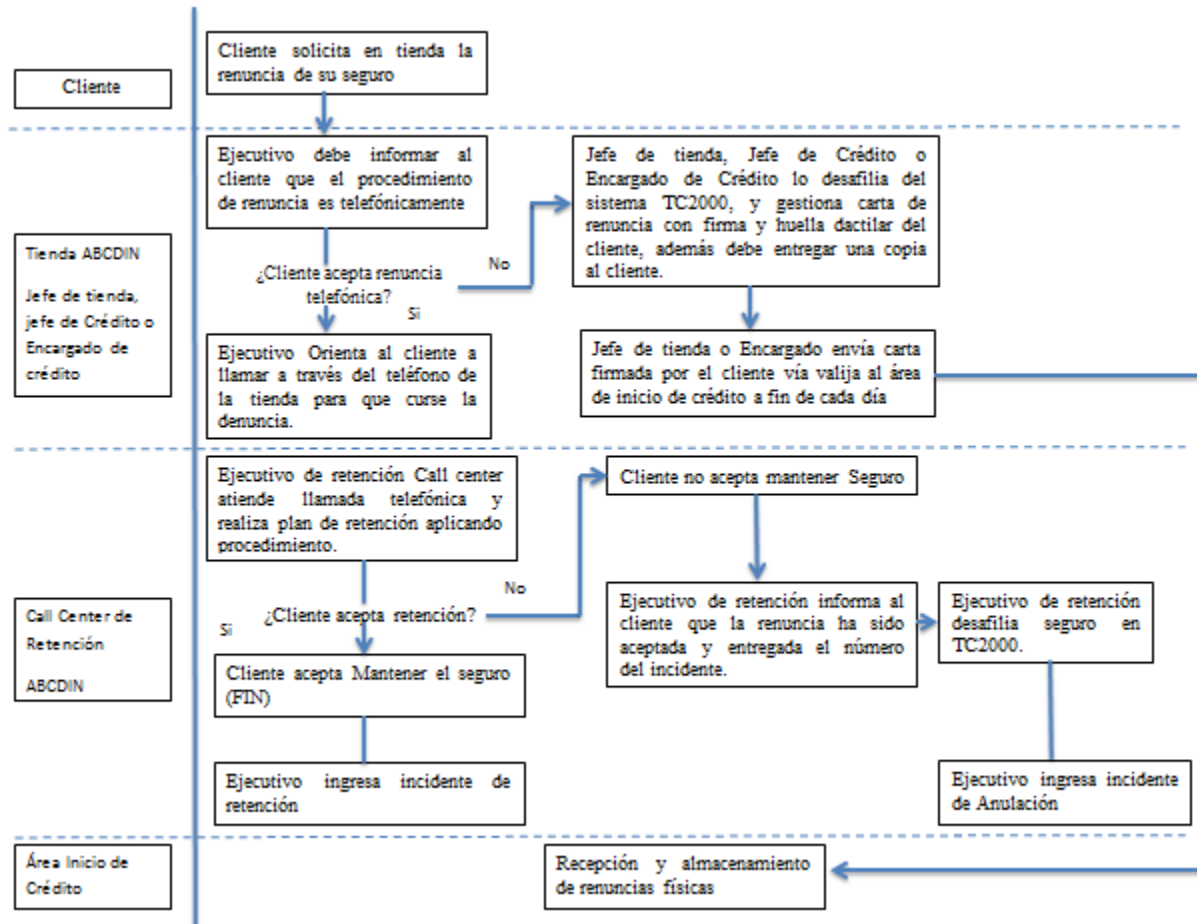 Cliente
Cliente solicita en tienda la
renuncia de su seguro
Tienda ABCDIN
Jefe de tienda,
jefe de Crédito o
Encargado de
crédito
Ejecutivo debe informar al
cliente que el procedimiento
de renuncia es telefónicamente
¿Cliente acepta renuncia
telefónica?
No
Si
Jefe de tienda, Jefe de Crédito o
Encargado de Crédito lo desafilia del
sistema TC2000, y gestiona carta de
renuncia con firma y huella dactilar del
cliente, además debe entregar una copia
al cliente.
Ejecutivo Orienta al cliente a
llamar a través del teléfono de
la tienda para que curse la
denuncia.
Jefe de tienda o Encargado envía carta
firmada por el cliente vía valija al área
de inicio de crédito a fin de cada día
Call Center de
Retención
ABCDIN
Ejecutivo de retención Call center
atiende llamada telefónica y
realiza plan de retención aplicando
procedimiento.
¿Cliente acepta retención?
No
Si
Cliente no acepta mantener Seguro
Cliente acepta Mantener el seguro
(FIN)
Ejecutivo ingresa incidente de
retención
Ejecutivo de retención informa al
cliente que la renuncia ha sido
aceptada y entregada el número
del incidente.
Ejecutivo de retención
desafilia seguro en
TC2000.
Ejecutivo ingresa incidente
de Anulación
Área Inicio de
Crédito
Recepción y almacenamiento
de renuncias físicas